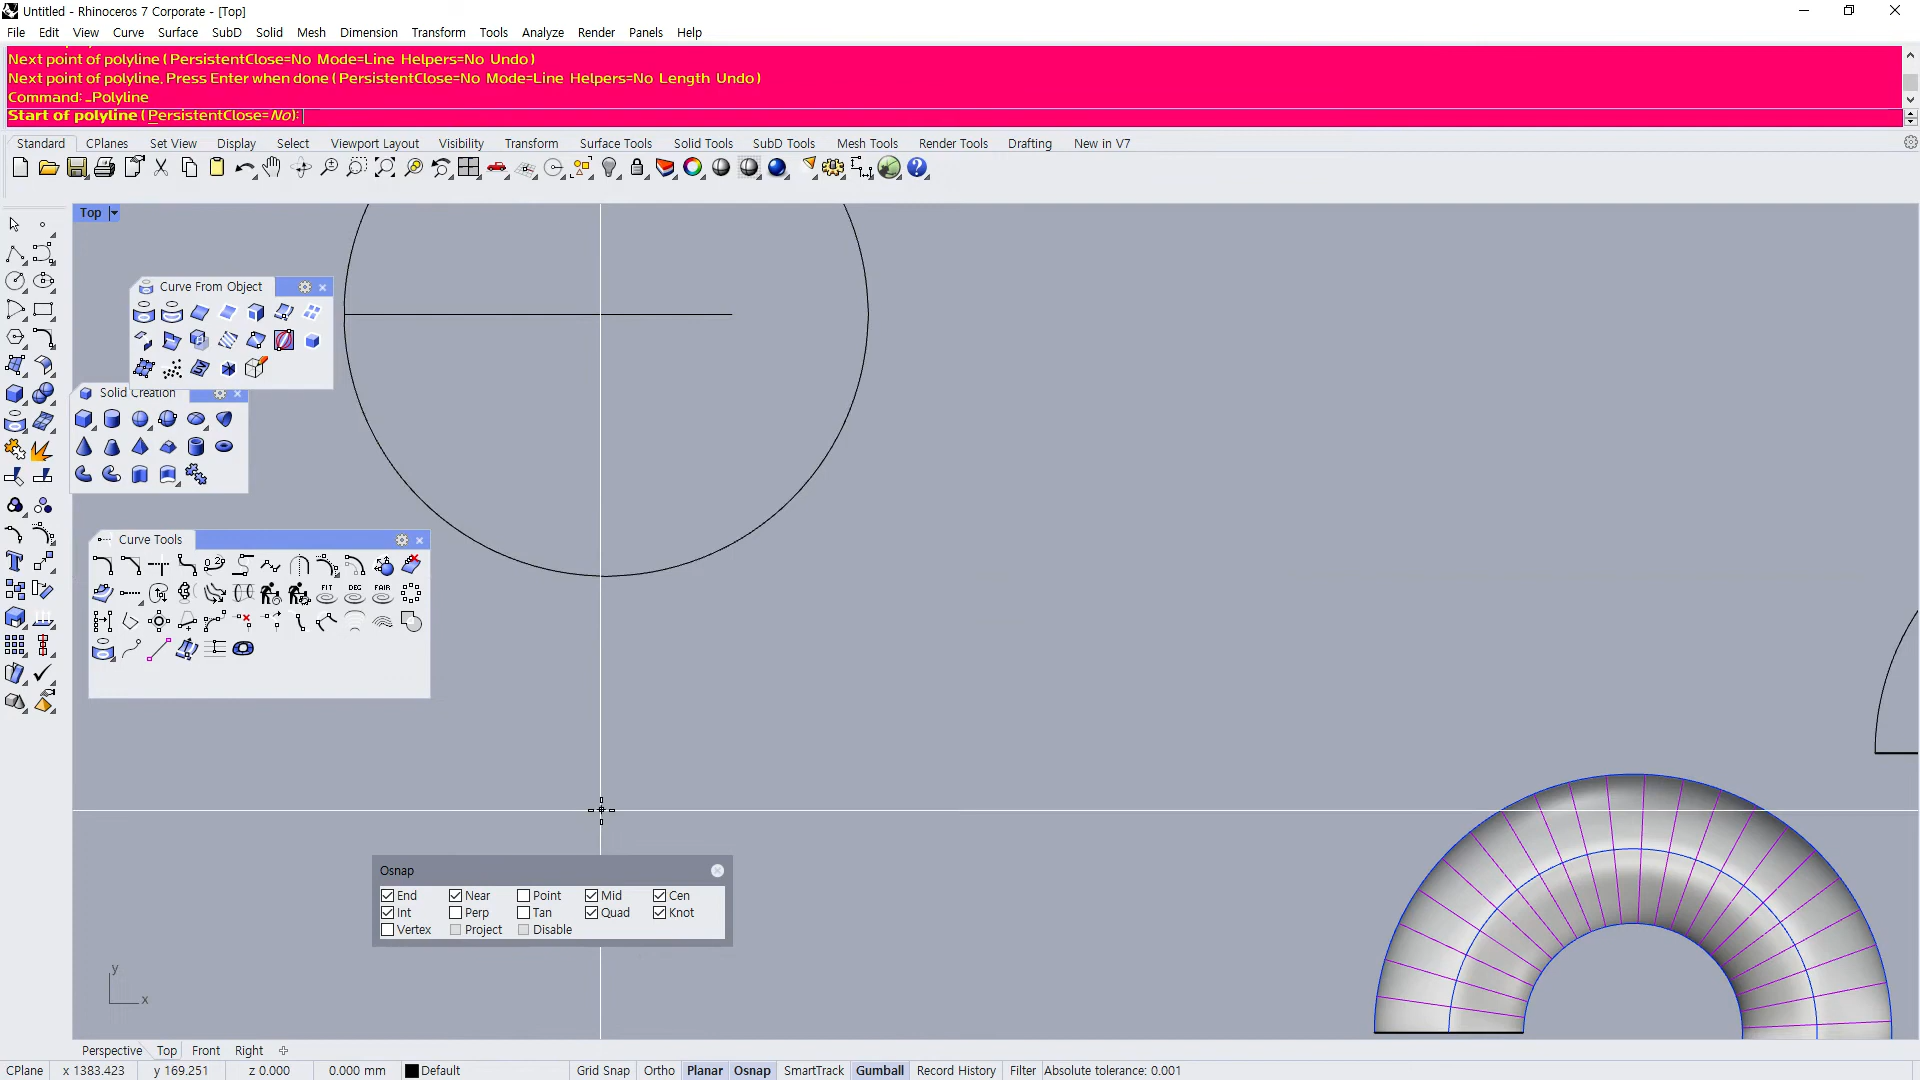 Untitled - Rhinoceros 7 Corporate - [Top]
File Edit View Curve Surface Solid SubD Mesh Dimension Transform Tools Analyze Render Panels Help
Next point of polyline ( PersistentClose=No Mode=Line Helpers=No Undo )
Next point of polyline. Press Enter when done ( PersistentClose=No Mode=Line Helpers=No Length Undo )
Command: _Polyline
Start of polyline ( PersistentClose=No):
Standard CPlanes Set View Display Select Viewport Layout Visibility Transform Surface Tools Solid Tools SubD Tools Mesh Tools Render Tools Drafting New in V7
Top
Curve From Object
Solid Creation
Curve Tools
FIT DEG FAIR
Osnap
End Near Point Mid Cen
Int Perp Tan Quad Knot
Vertex Project Disable
y
x
Perspective Top Front Right
CPlane x 1383.423 y 169.251 z 0.000 0.000 mm Default Grid Snap Ortho Planar Osnap SmartTrack Gumball Record History Filter Absolute tolerance: 0.001